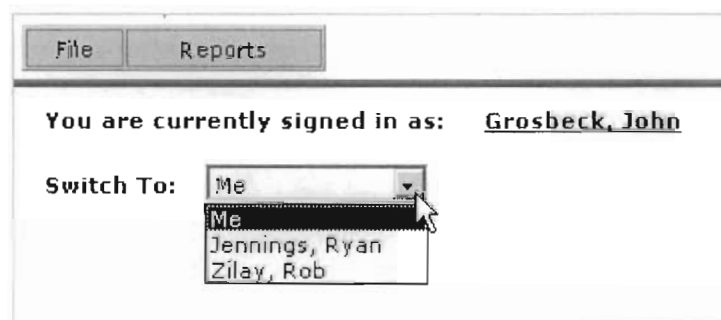 File Reports
You are currently signed in as: Grosbeck, John
Switch To: Me
Me
Jennings, Ryan
Zilay, Rob